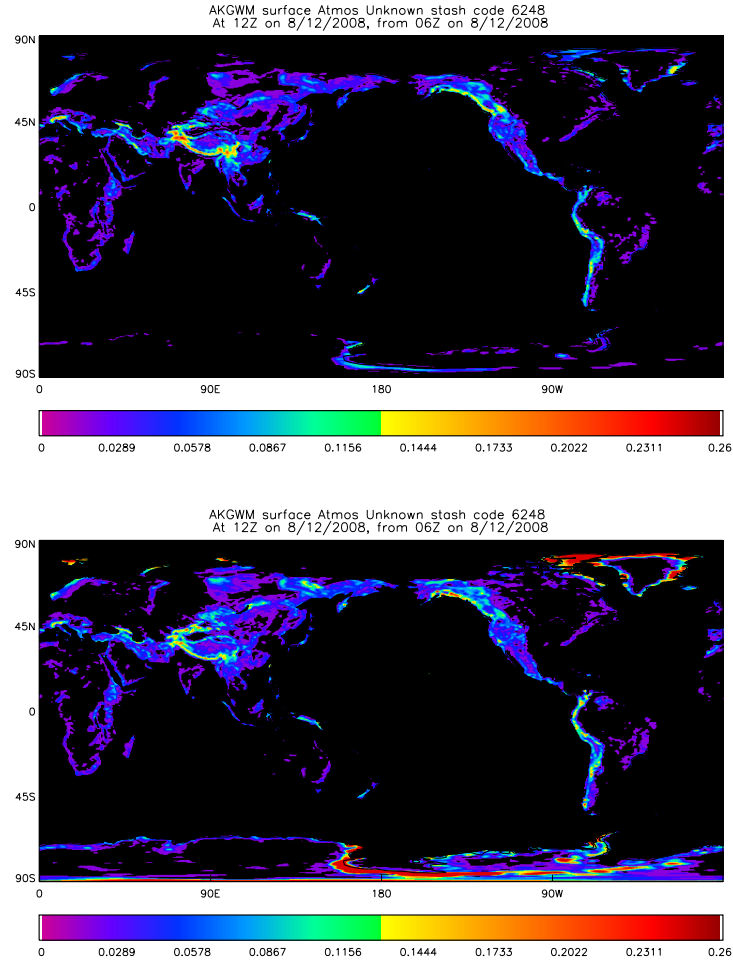 AKGWM surface Atmos Unknown stash code 6248
At 12Z on 8/12/2008, from 06Z on 8/12/2008
90N
45N
0
45S
90S
0 90E 180 90W
0 0.0289 0.0578 0.0867 0.1156 0.1444 0.1733 0.2022 0.2311 0.26
AKGWM surface Atmos Unknown stash code 6248
At 12Z on 8/12/2008, from 06Z on 8/12/2008
90N
45N
0
45S
90S
0 90E 180 90W
0 0.0289 0.0578 0.0867 0.1156 0.1444 0.1733 0.2022 0.2311 0.26